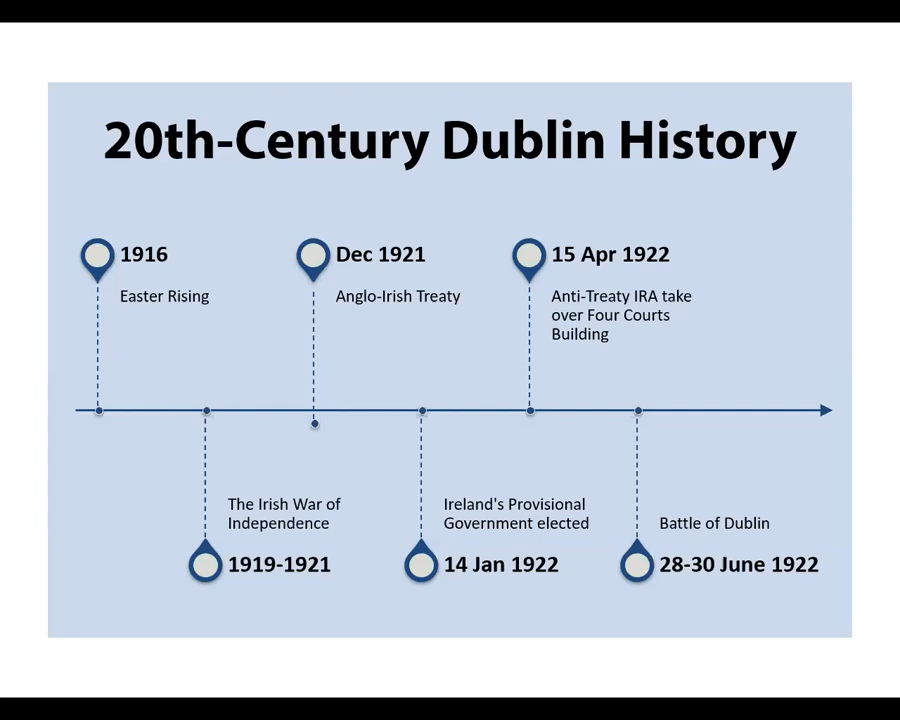 20th-Century Dublin History
1916
Easter Rising
Dec 1921
Anglo-Irish Treaty
15 Apr 1922
Anti-Treaty IRA take
over Four Courts
Building
The Irish War of
Independence
1919-1921
Ireland's Provisional
Government elected
14 Jan 1922
Battle of Dublin
28-30 June 1922